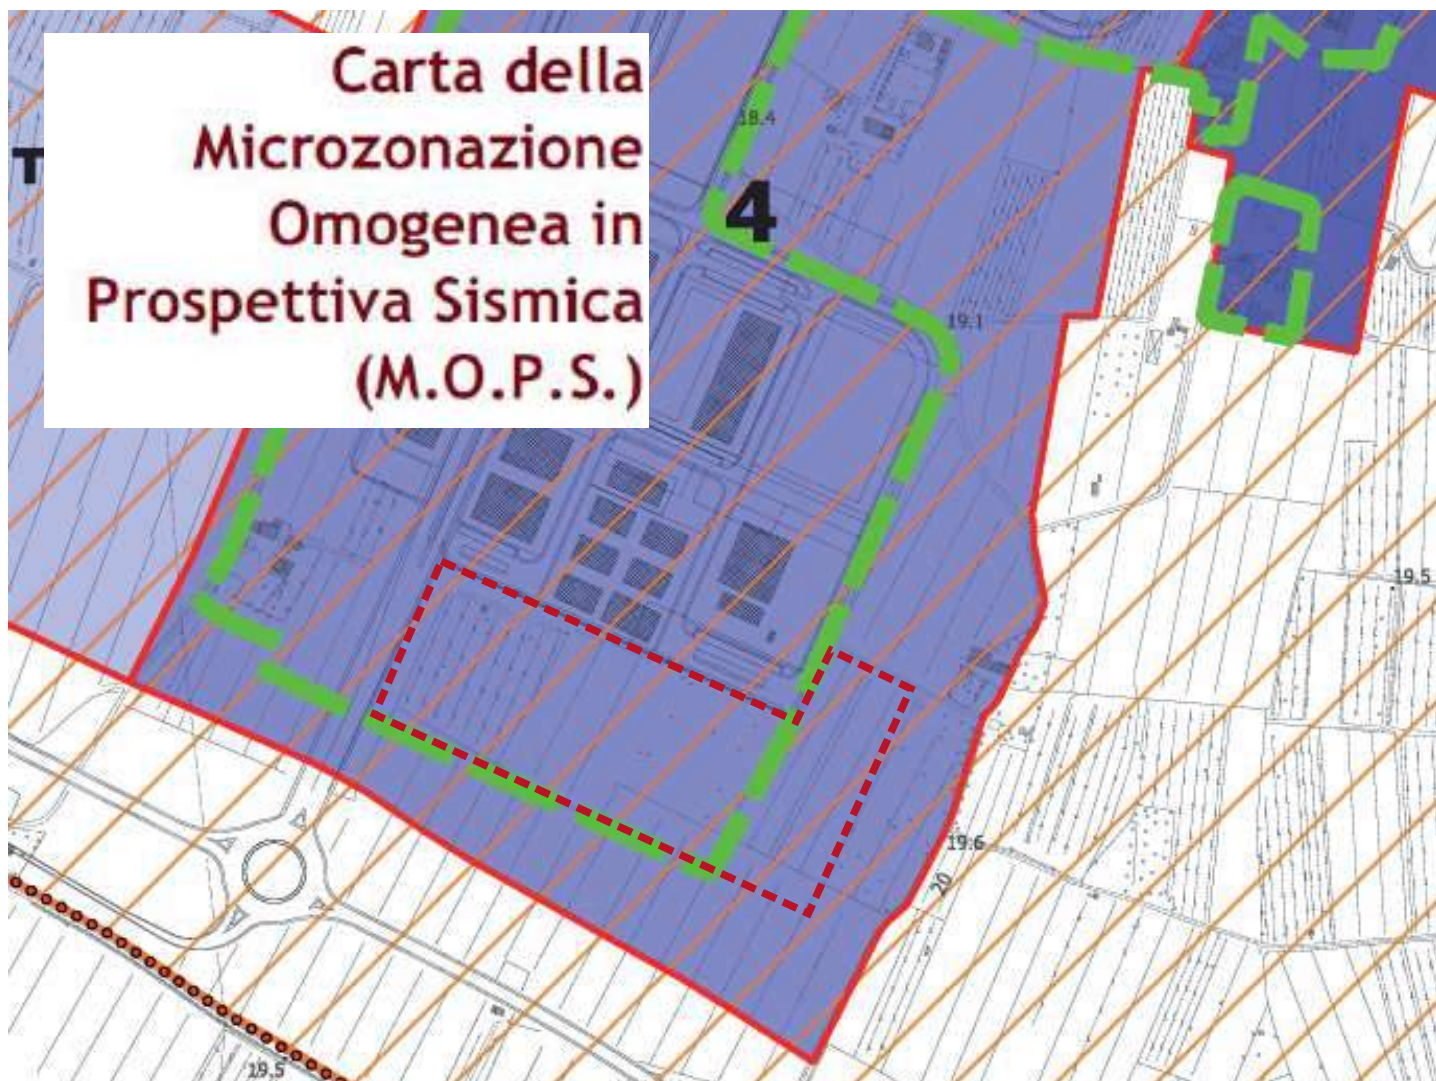 Carta della
Microzonazione
Omogenea in
Prospettiva Sismica
(M.O.P.S.)
T
18.4
4
19.1
19.5
19.6
20
19.5